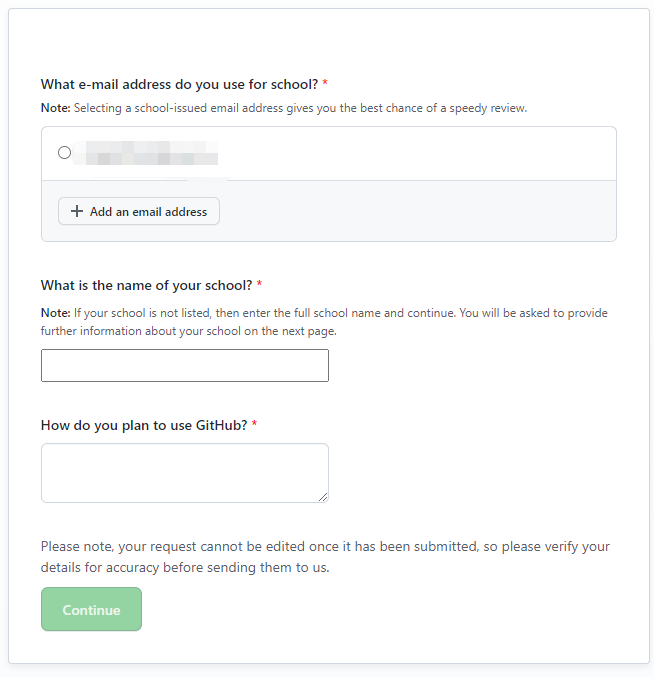 What e-mail address do you use for school? *
Note: Selecting a school-issued email address gives you the best chance of a speedy review.
Add an email address
What is the name of your school? *
Note: If your school is not listed, then enter the full school name and continue. You will be asked to provide
further information about your school on the next page.
How do you plan to use GitHub? *
Please note, your request cannot be edited once it has been submitted, so please verify your
details for accuracy before sending them to us.
Continue